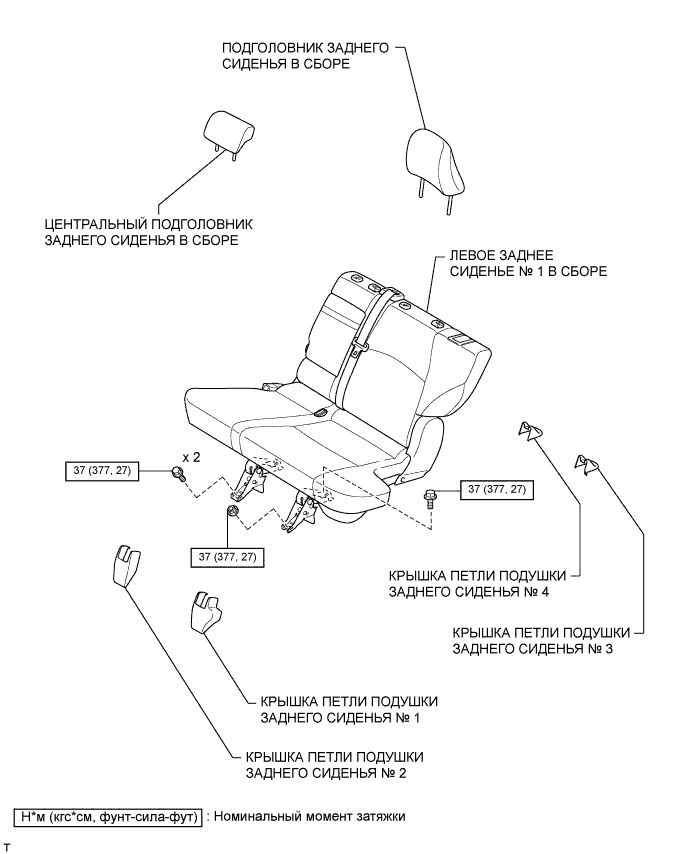 ПОДГОЛОВНИК ЗАДНЕГО
СИДЕНЬЯ В СБОРЕ
ЦЕНТРАЛЬНЫЙ ПОДГОЛОВНИК
ЗАДНЕГО СИДЕНЬЯ В СБОРЕ
ЛЕВОЕ ЗАДНЕЕ
СИДЕНЬЕ № 1 В СБОРЕ
x 2
37 (377, 27)
37 (377, 27)
37 (377, 27)
КРЫШКА ПЕТЛИ ПОДУШКИ
ЗАДНЕГО СИДЕНЬЯ № 4
КРЫШКА ПЕТЛИ ПОДУШКИ
ЗАДНЕГО СИДЕНЬЯ № 3
КРЫШКА ПЕТЛИ ПОДУШКИ
ЗАДНЕГО СИДЕНЬЯ № 1
КРЫШКА ПЕТЛИ ПОДУШКИ
ЗАДНЕГО СИДЕНЬЯ № 2
Н*м (кгс*см, фунт-сила-фут) : Номинальный момент затяжки
T